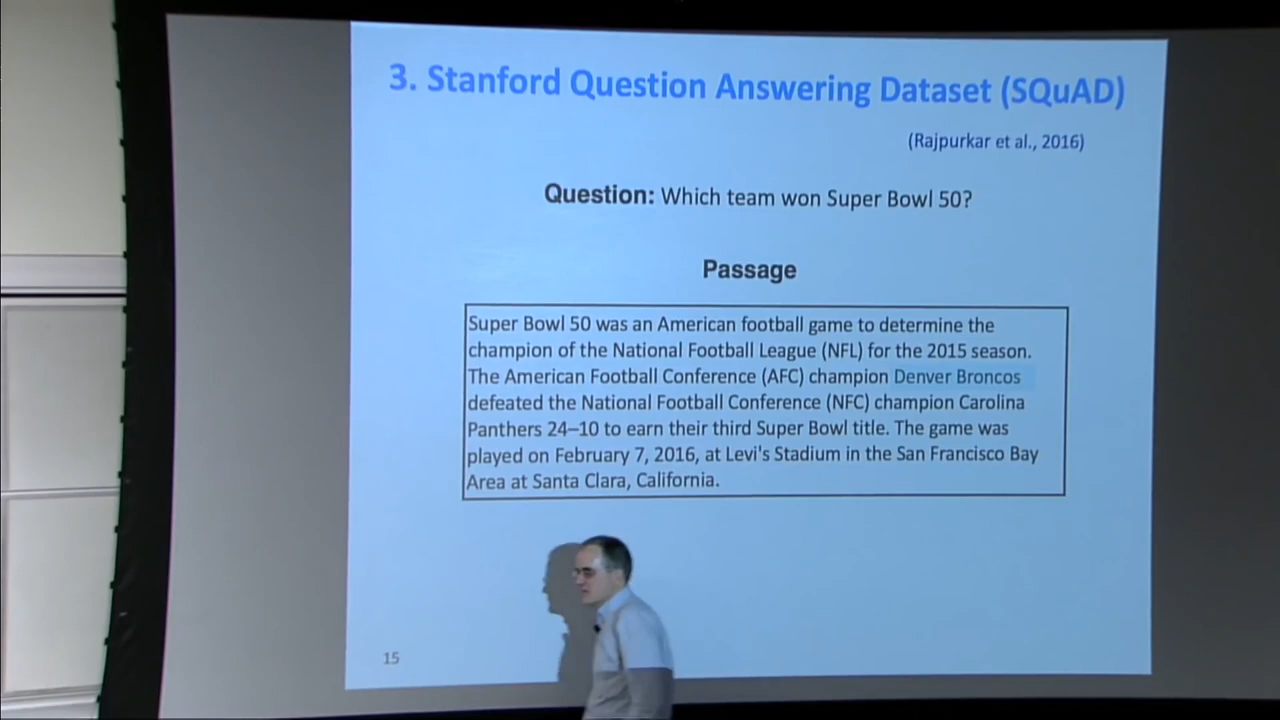 3. Stanford Question Answering Dataset (SQuAD)
(Rajpurkar et al., 2016)
Question: Which team won Super Bowl 50?
Passage
Super Bowl 50 was an American football game to determine the
champion of the National Football League (NFL) for the 2015 season.
The American Football Conference (AFC) champion Denver Broncos
defeated the National Football Conference (NFC) champion Carolina
Panthers 24–10 to earn their third Super Bowl title. The game was
played on February 7, 2016, at Levi's Stadium in the San Francisco Bay
Area at Santa Clara, California.
15